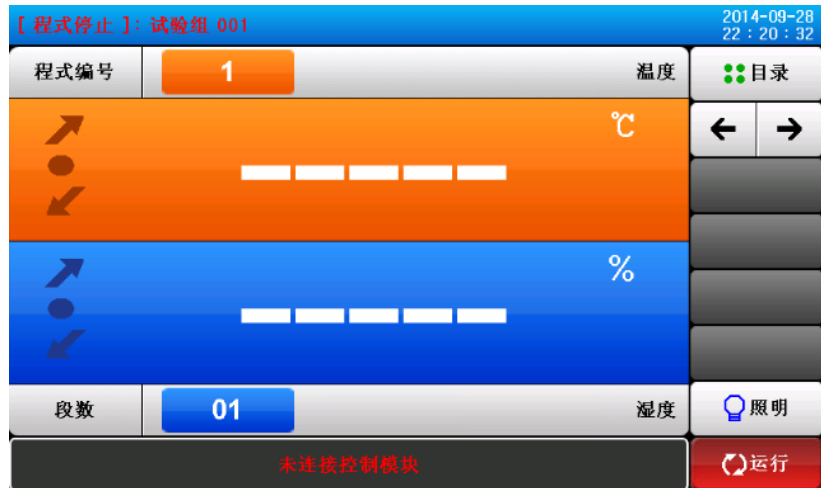 [ 程式停止 ]: 试验组 001
2014-09-28
22 : 20 : 32
程式编号 1 温度
目录
℃
← →
-----
%
-----
段数 01 湿度
照明
未连接控制模块
运行